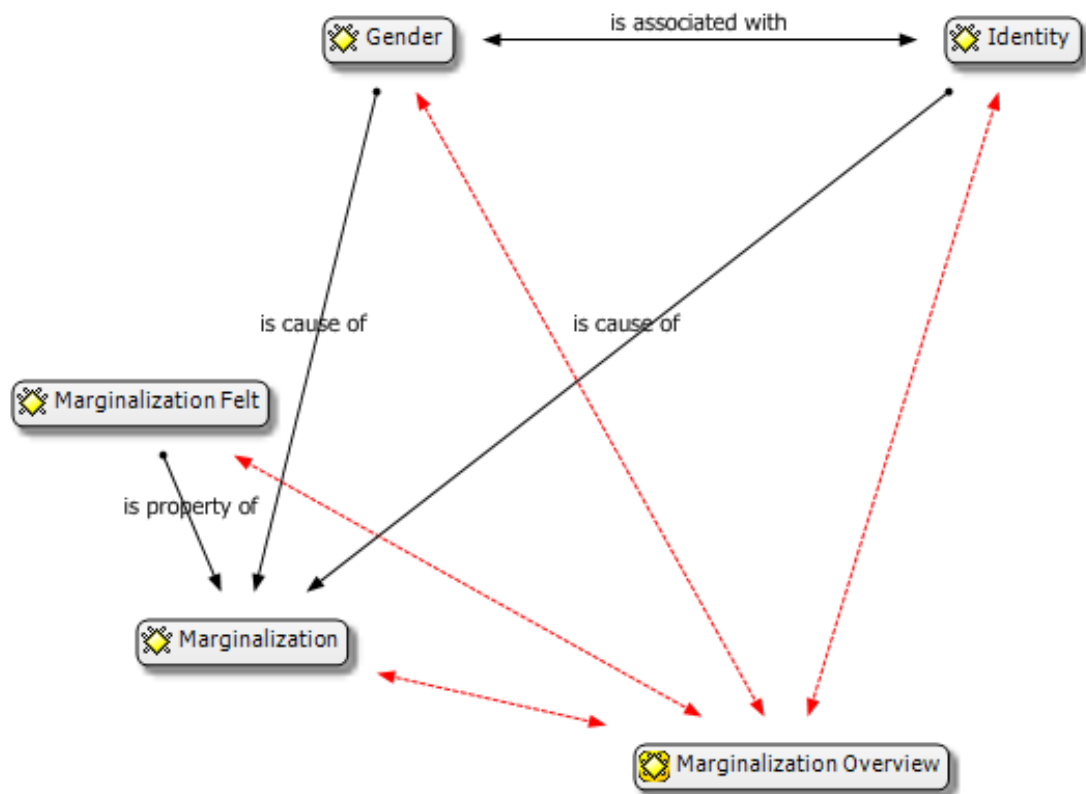 Gender
is associated with
Identity
is cause of
is cause of
Marginalization Felt
is property of
Marginalization
Marginalization Overview